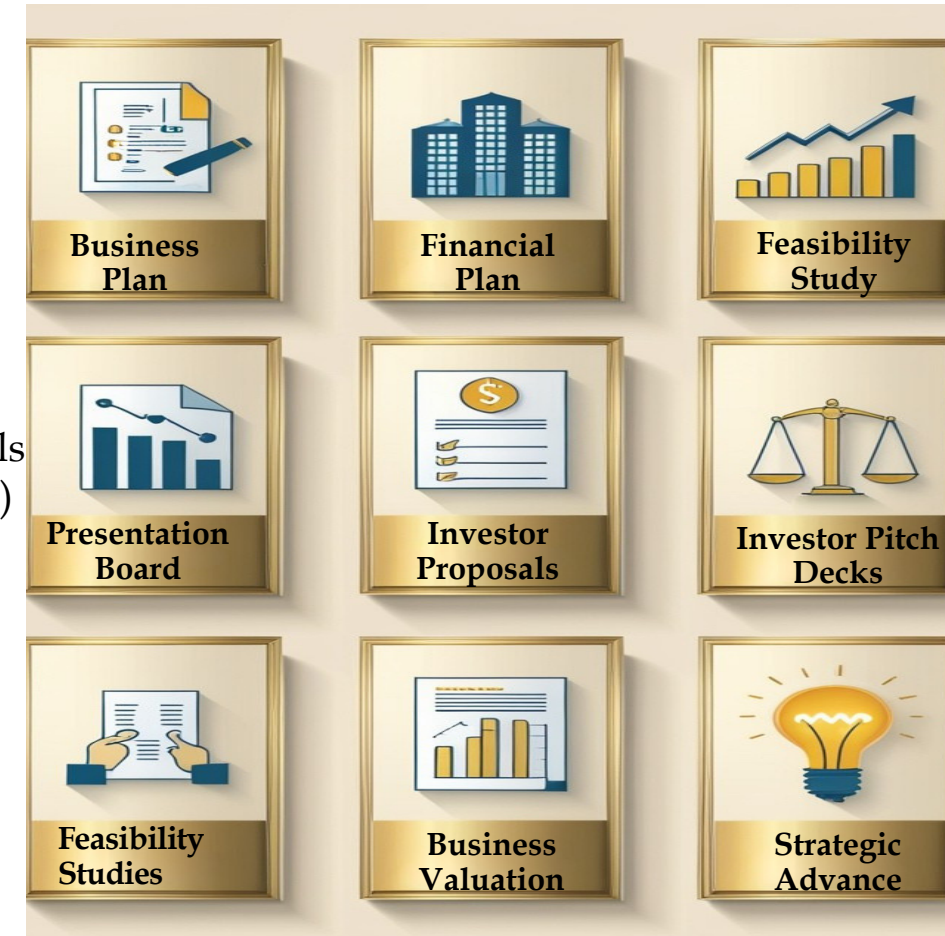 Business
Plan
Financial
Plan
Feasibility
Study
ls
)
Presentation
Board
$
Investor
Proposals
Investor Pitch
Decks
Feasibility
Studies
Business
Valuation
Strategic
Advance